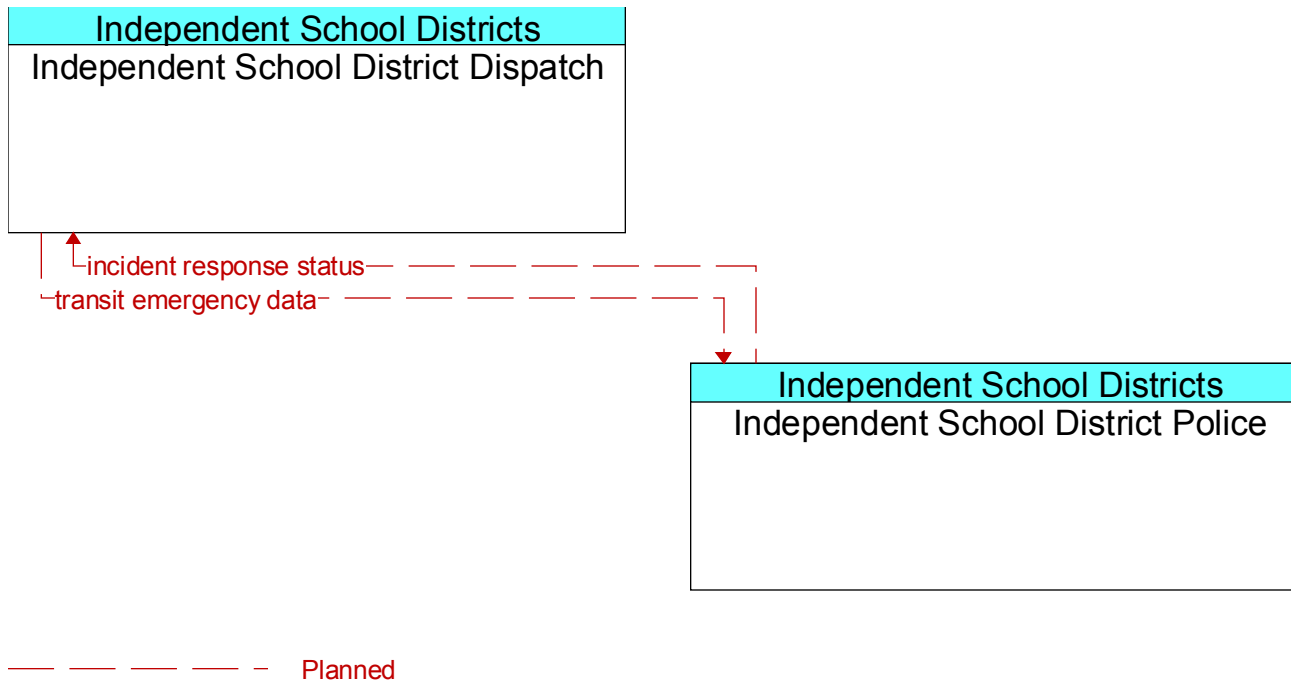 Independent School Districts
Independent School District Dispatch
incident response status
transit emergency data
Independent School Districts
Independent School District Police
Planned